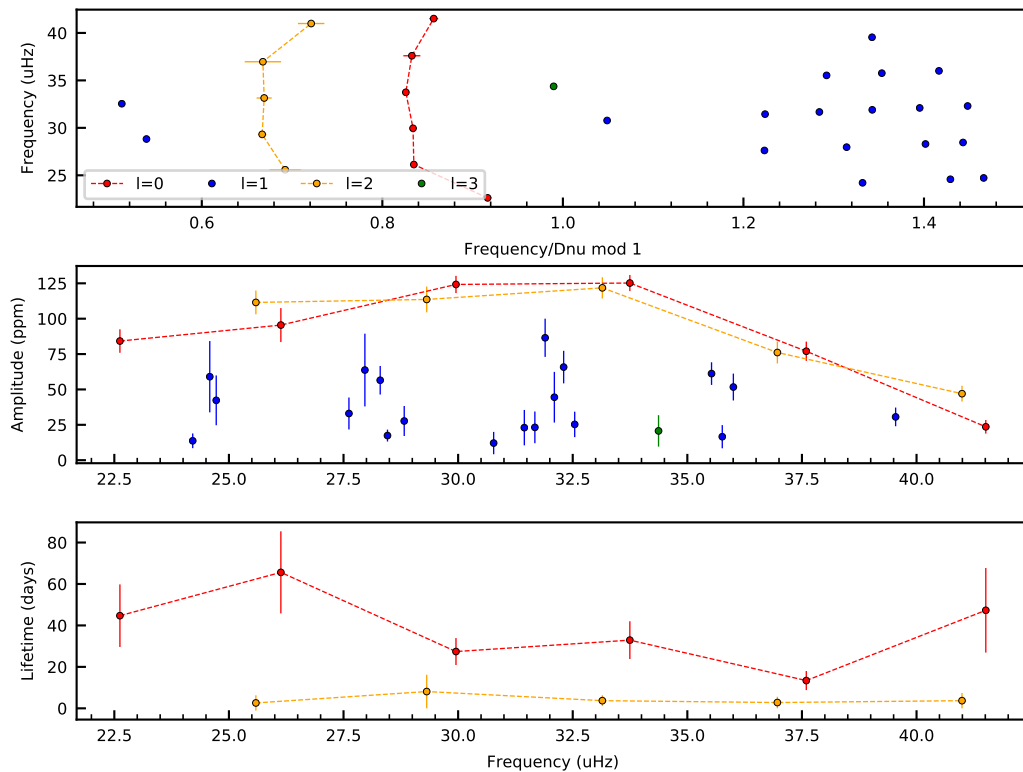 40
35
30
25
Frequency (uHz)
l=0 l=1 l=2 l=3
0.6 0.8 1.0 1.2 1.4
Frequency/Dnu mod 1
125
100
75
50
25
0
Amplitude (ppm)
22.5 25.0 27.5 30.0 32.5 35.0 37.5 40.0
80
60
40
20
0
Lifetime (days)
22.5 25.0 27.5 30.0 32.5 35.0 37.5 40.0
Frequency (uHz)